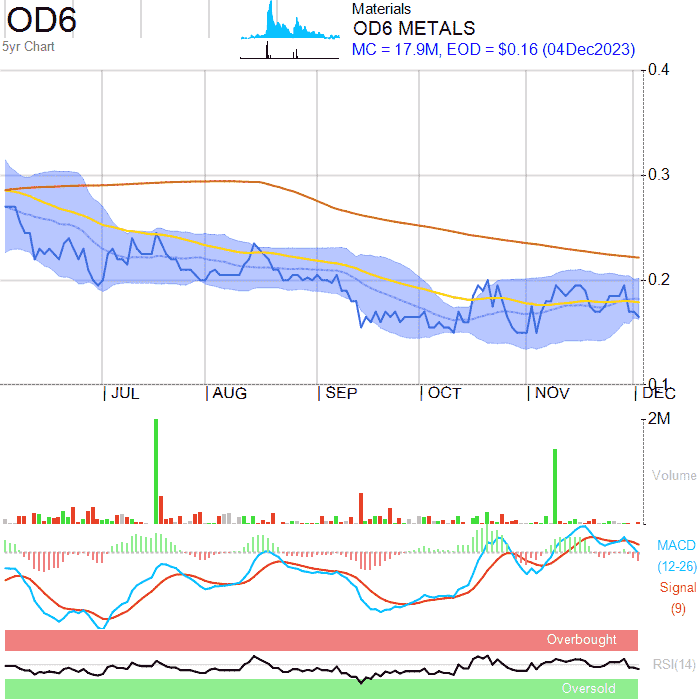 OD6
5yr Chart
Materials
OD6 METALS
MC = 17.9M, EOD = $0.16 (04Dec2023)
0.4
0.3
0.2
0.1
JUL AUG SEP OCT NOV DEC
2M
Volume
MACD
(12-26)
Signal
(9)
Overbought
RSI(14)
Oversold